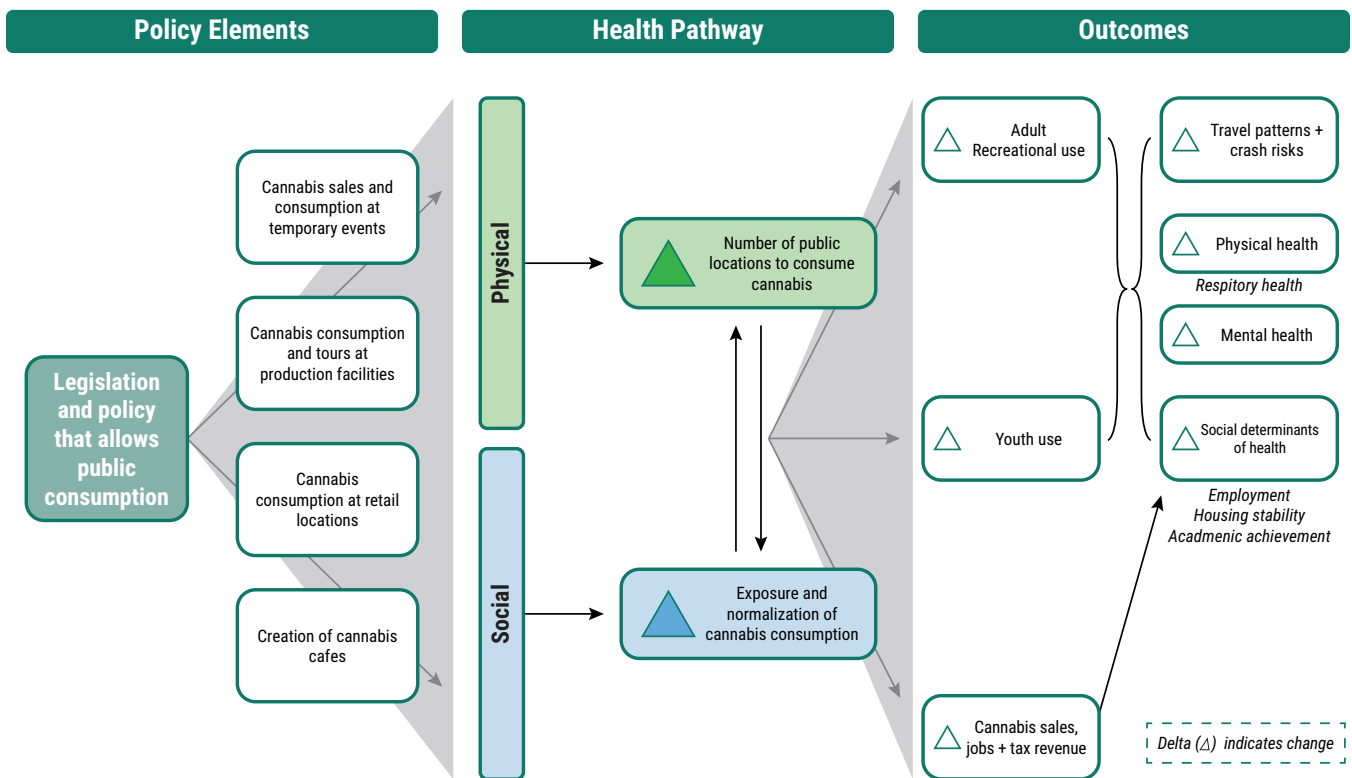 Policy Elements
Health Pathway
Outcomes
Legislation
and policy
that allows
public
consumption
Cannabis sales and
consumption at
temporary events
Cannabis consumption
and tours at
production facilities
Cannabis
consumption at retail
locations
Creation of cannabis
cafes
Physical
Social
Number of public
locations to consume
cannabis
Exposure and
normalization of
cannabis consumption
Adult
Recreational use
Youth use
Cannabis sales,
jobs + tax revenue
Travel patterns +
crash risks
Physical health
Respitory health
Mental health
Social determinants
of health
Employment
Housing stability
Acadmenic achievement
Delta (△) indicates change